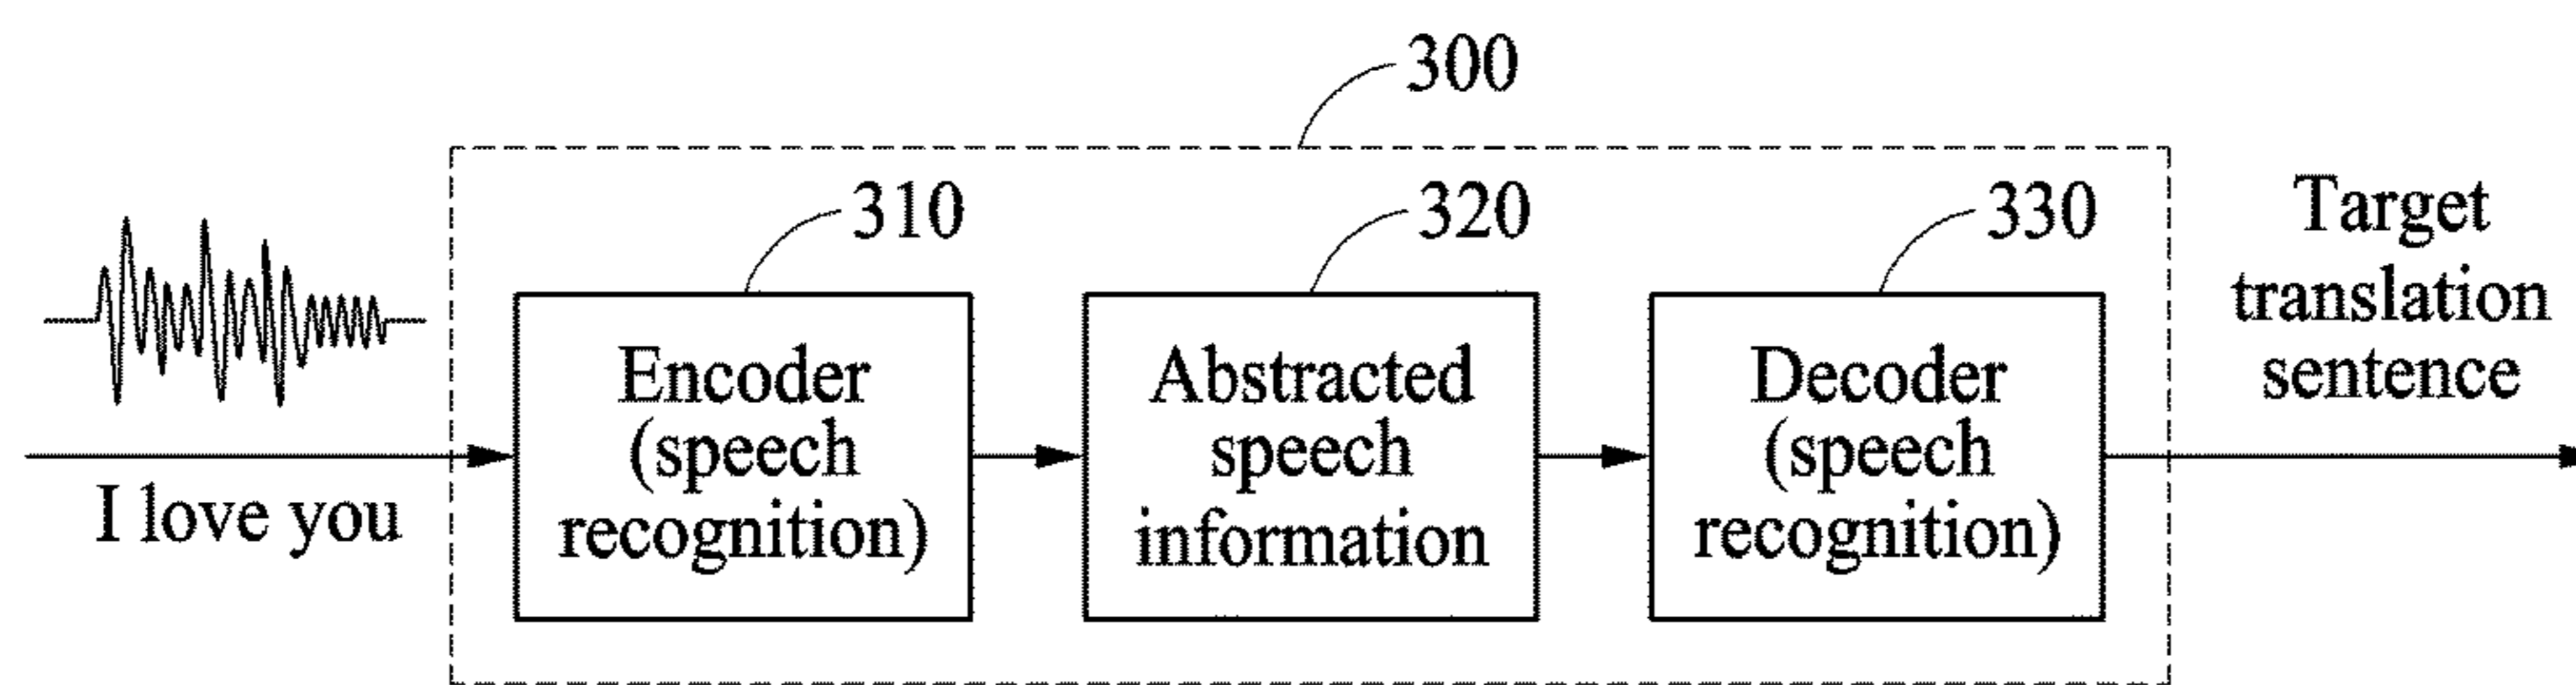 300
310
320
330
Target
translation
sentence
Encoder
(speech
recognition)
Abstracted
speech
information
Decoder
(speech
recognition)
I love you